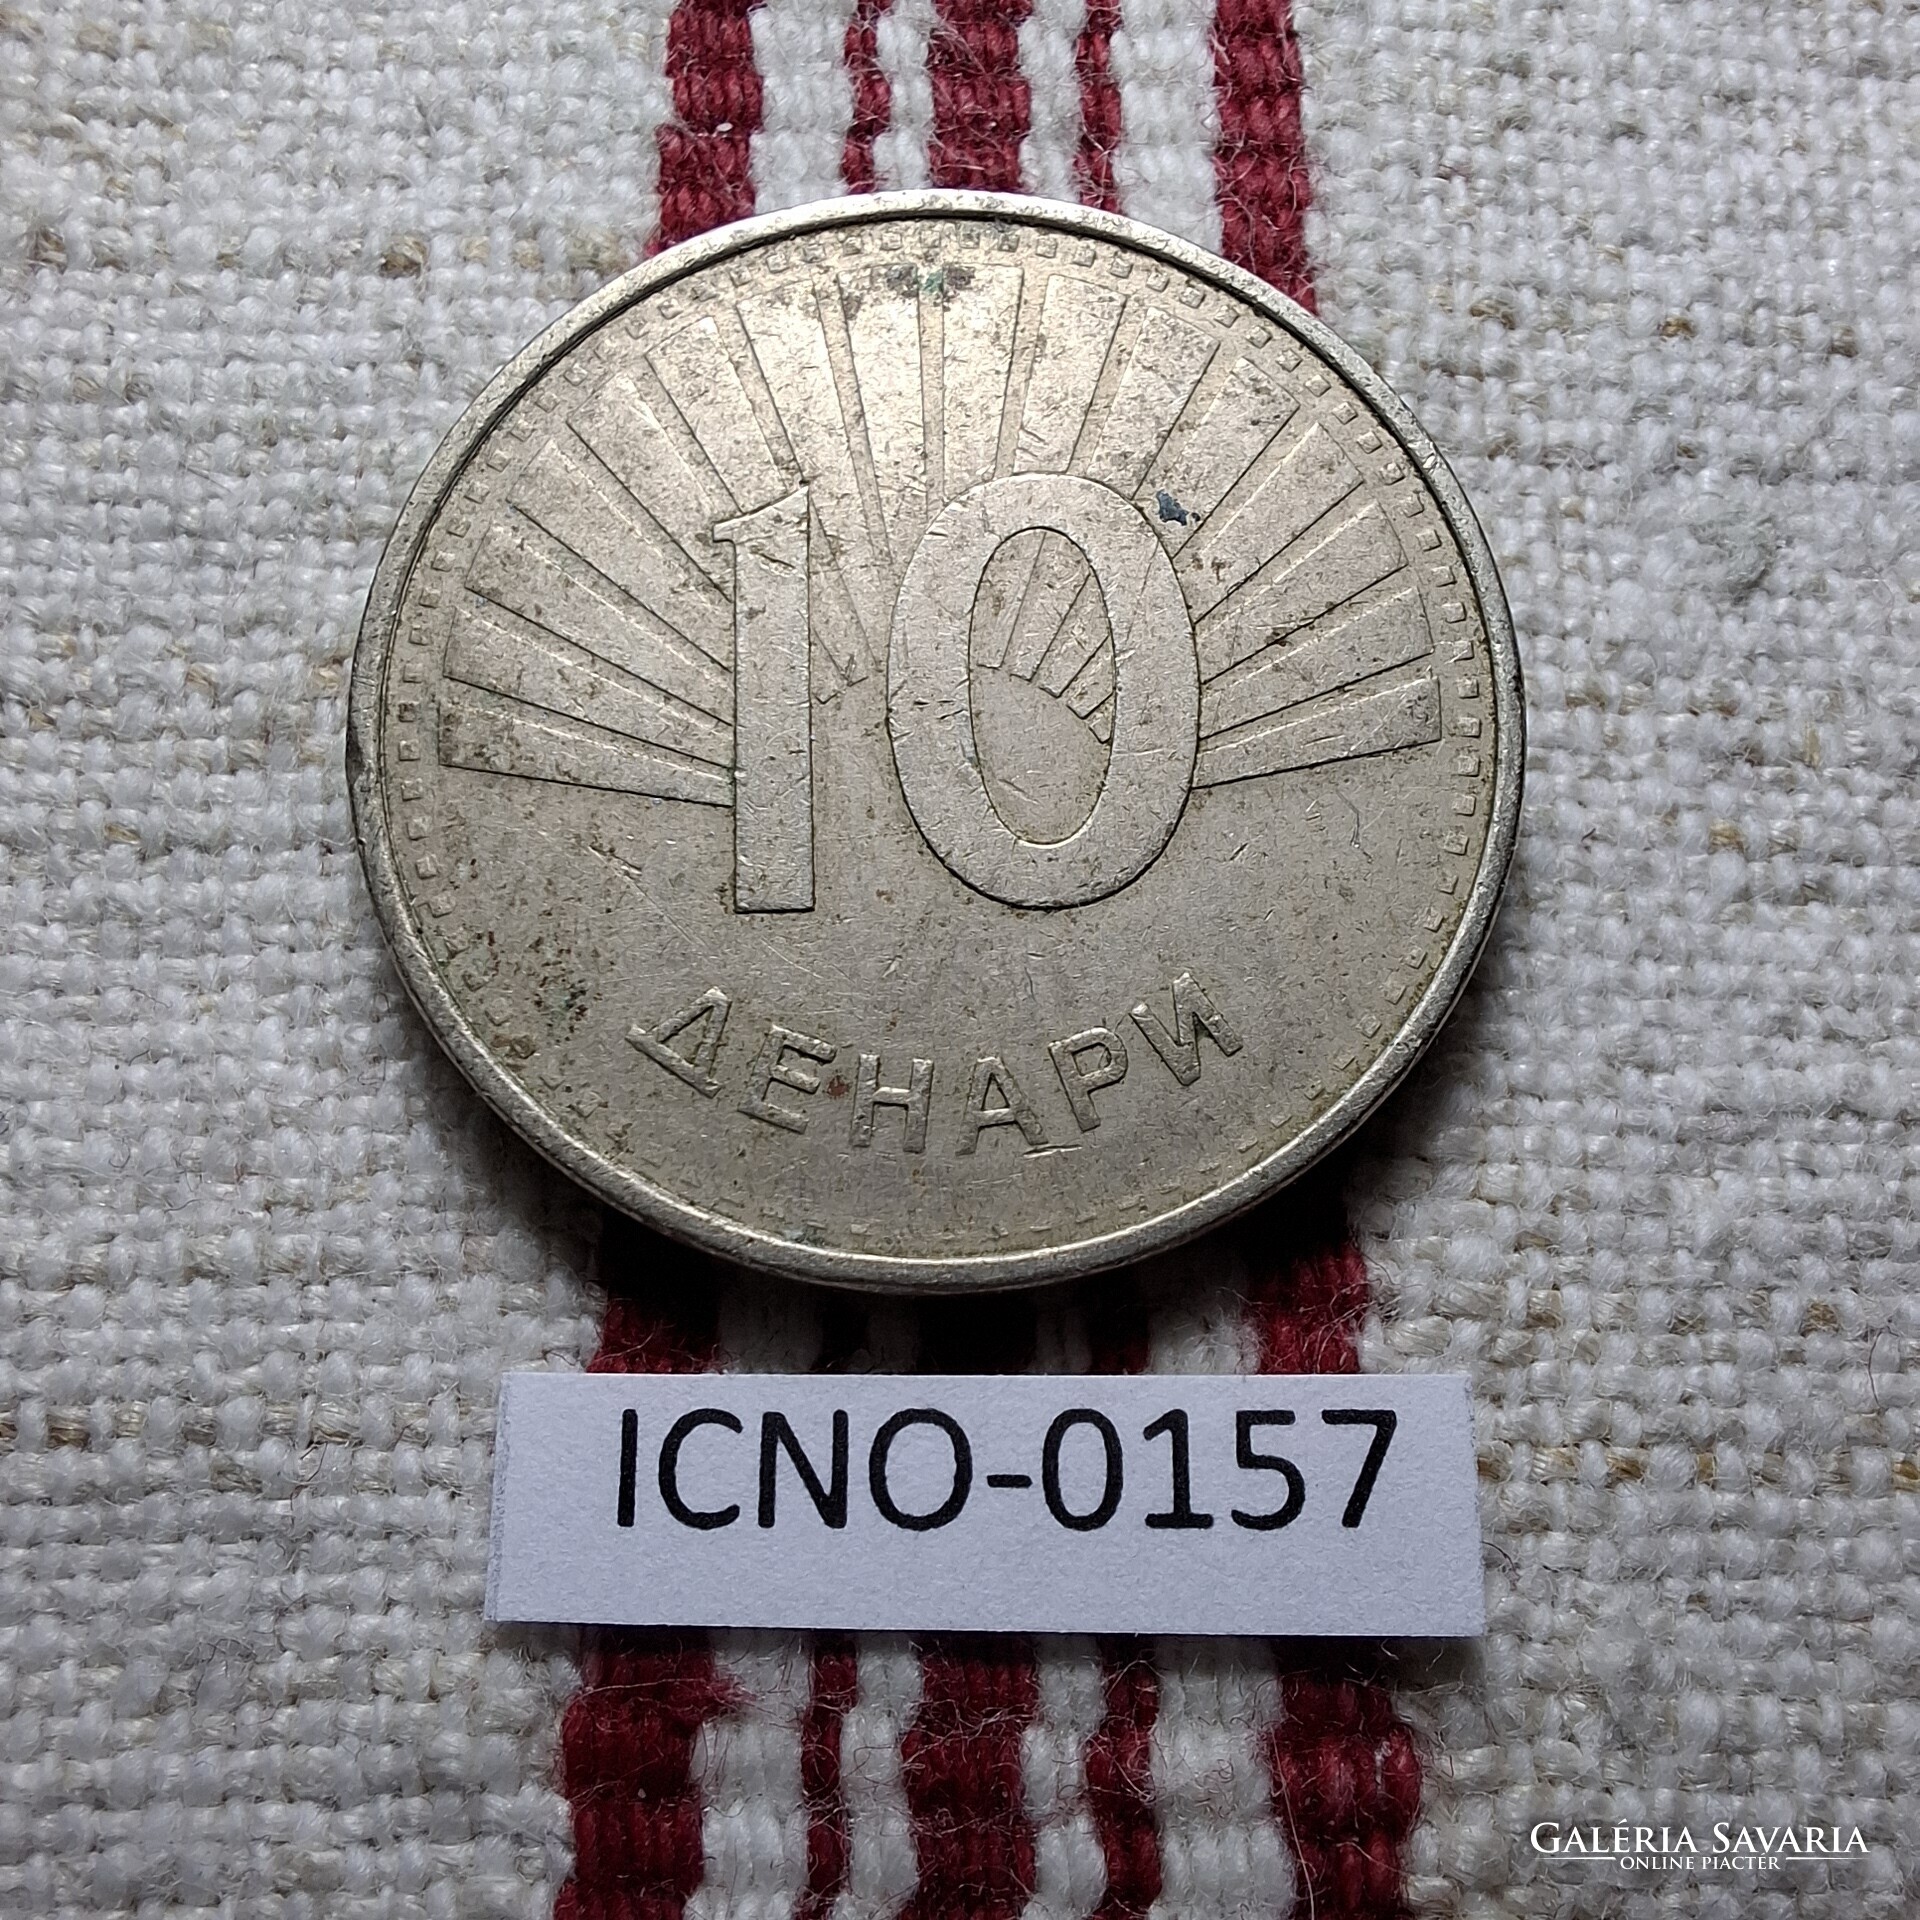 10
ДЕНАРИ
ICNO-0157
GALÉRIA SAVARIA
ONLINE PIACTÉR